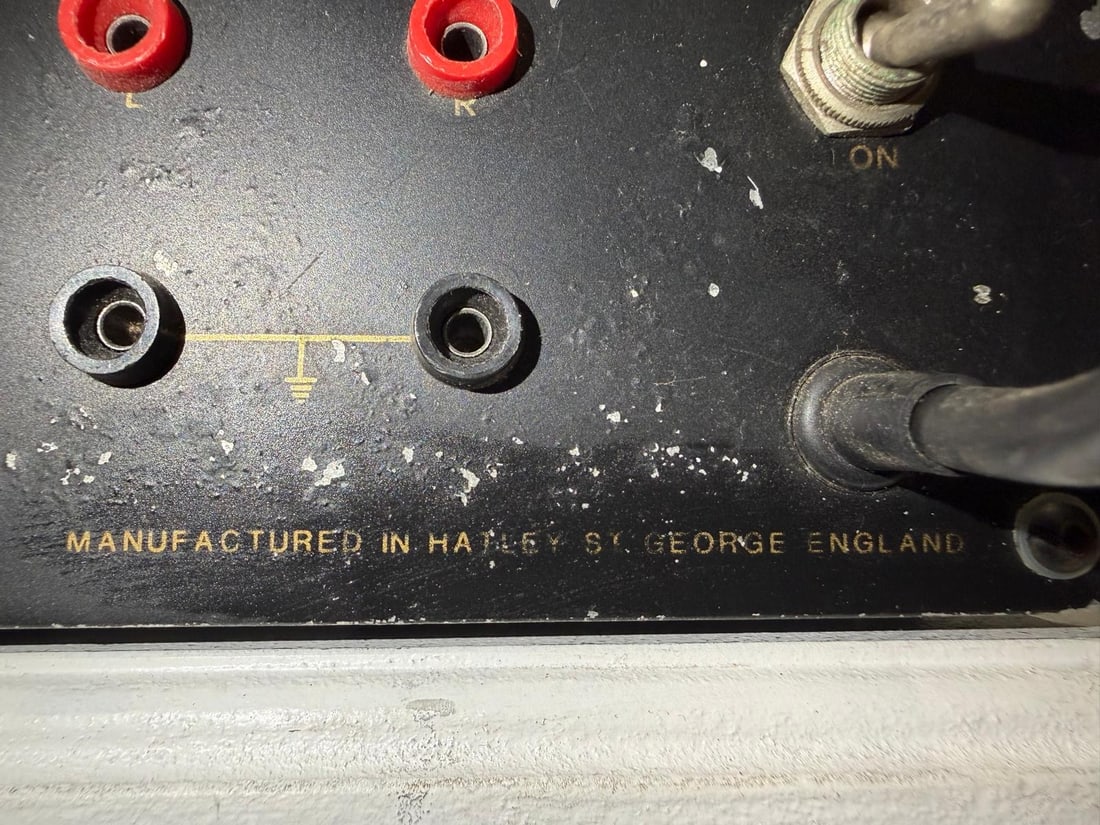 L R
ON
MANUFACTURED IN HATLEY ST. GEORGE ENGLAND